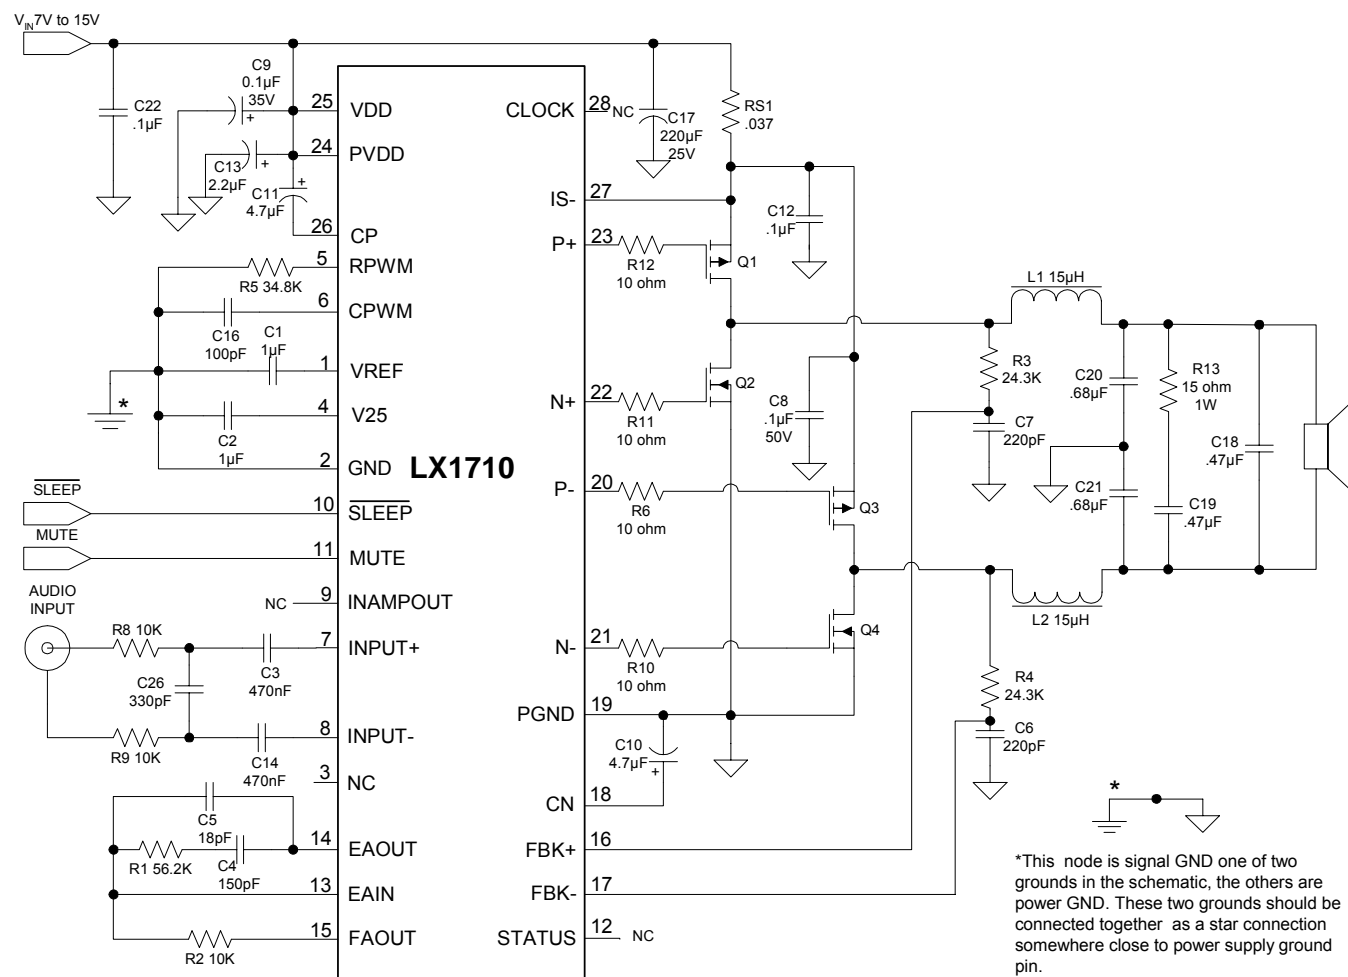 VIN 7V to 15V
C22
.1µF
C9
0.1µF
35V
+
C13
2.2µF
+
C11
4.7µF
+
25
VDD
24
PVDD
26
CP
5
RPWM
R5 34.8K
6
CPWM
C16
100pF
C1
1µF
1
VREF
*
4
V25
C2
1µF
2
GND
LX1710
SLEEP
10
SLEEP
MUTE
11
MUTE
AUDIO
INPUT
NC
9
INAMPOUT
R8 10K
7
INPUT+
C3
470nF
C26
330pF
R9 10K
C14
470nF
8
INPUT-
3
NC
C5
18pF
R1 56.2K
C4
150pF
14
EAOUT
13
EAIN
15
FAOUT
R2 10K
CLOCK
28
NC
C17
220µF
25V
RS1
.037
IS-
27
C12
.1µF
P+
23
R12
10 ohm
Q1
N+
22
R11
10 ohm
Q2
C8
.1µF
50V
P-
20
R6
10 ohm
Q3
N-
21
R10
10 ohm
Q4
PGND
19
C10
4.7µF
+
CN
18
FBK+
16
FBK-
17
STATUS
12
NC
L1 15µH
R3
24.3K
C7
220pF
C20
.68µF
R13
15 ohm
1W
C18
.47µF
C21
.68µF
C19
.47µF
L2 15µH
R4
24.3K
C6
220pF
*
*This node is signal GND one of two
grounds in the schematic, the others are
power GND. These two grounds should be
connected together as a star connection
somewhere close to power supply ground
pin.